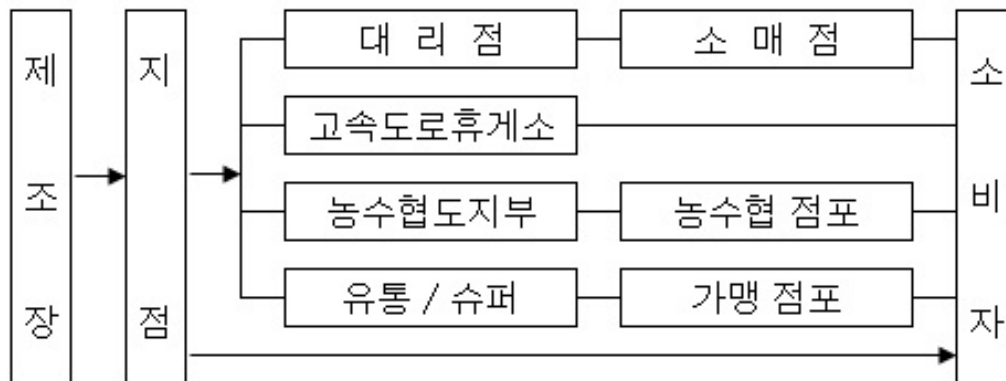 제조장
지점
대 리 점
소 매 점
고속도로휴게소
농수협도지부
농수협 점포
유통 / 슈퍼
가맹 점포
소비자